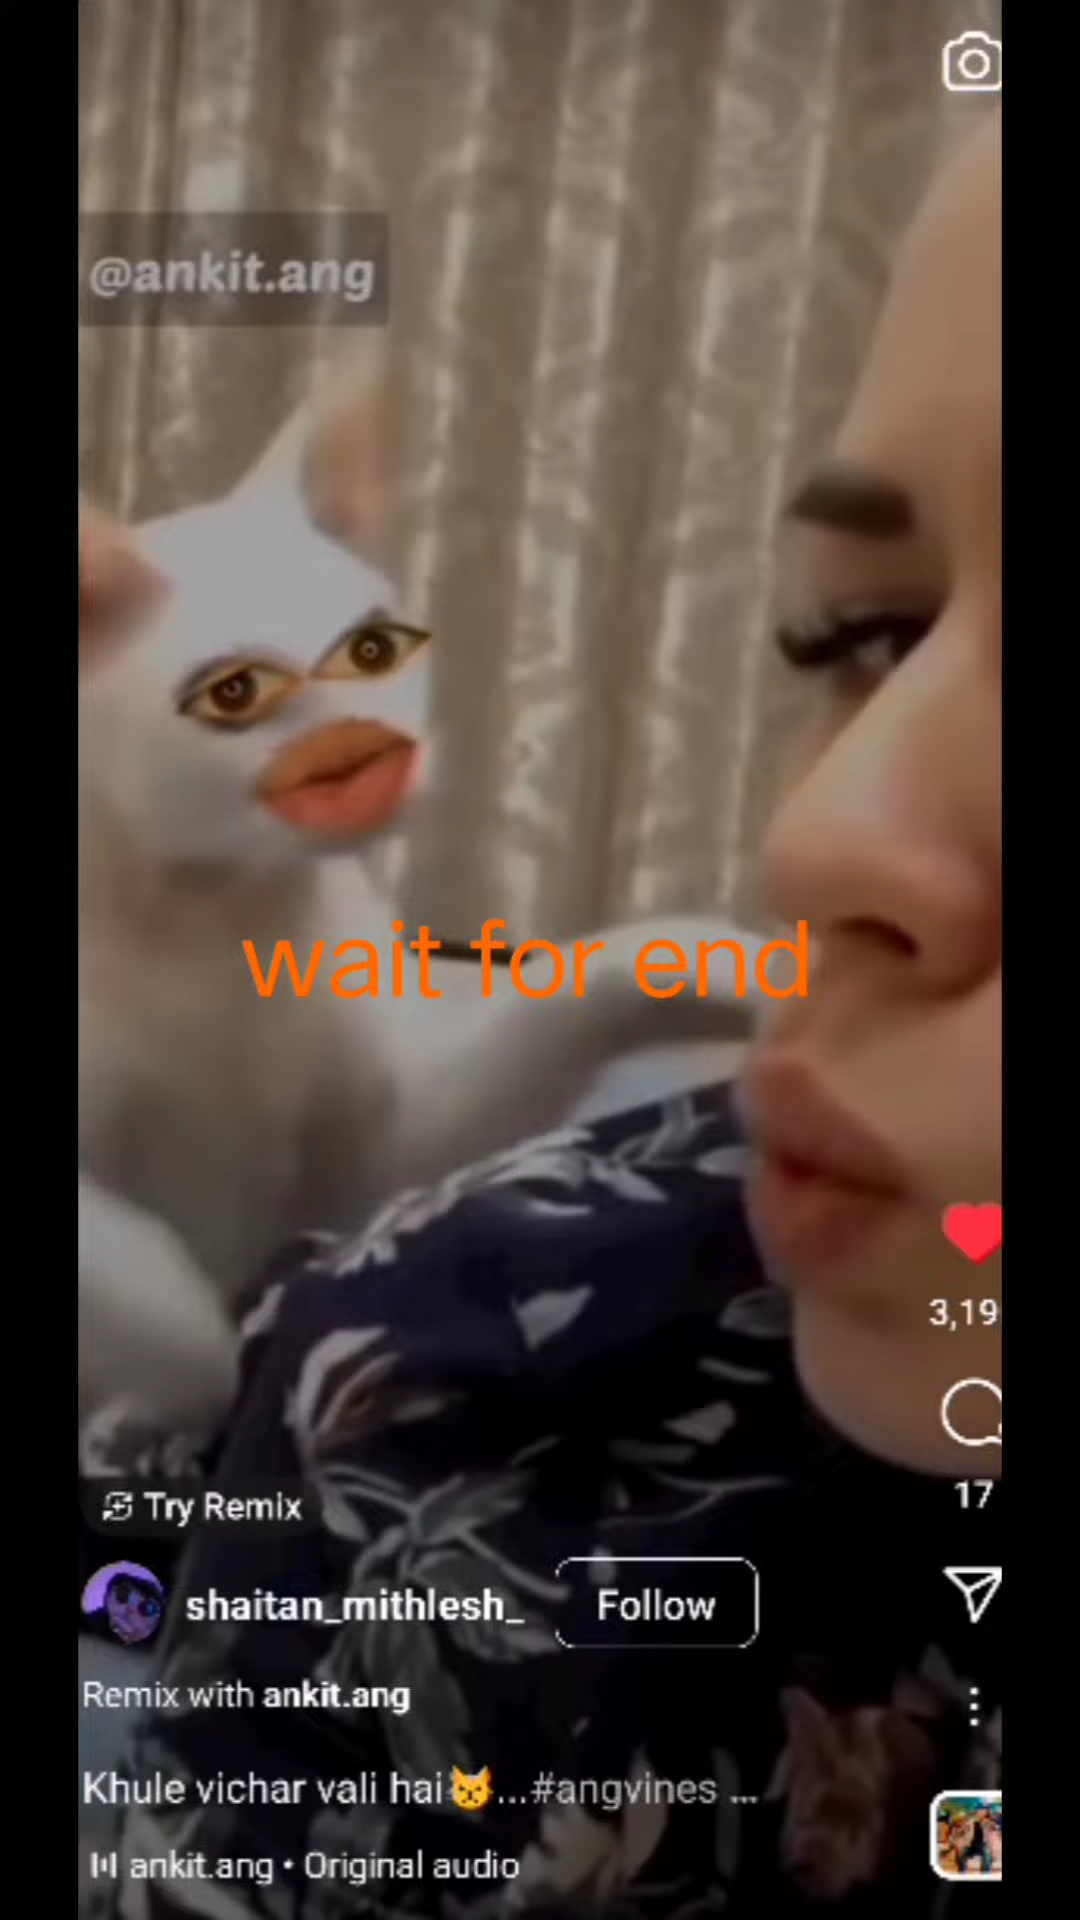 @ankit.ang
wait for end
3,19
17
Try Remix
shaitan_mithlesh_
Follow
Remix with ankit.ang
Khule vichar vali hai😾...#angvines ...
ankit.ang • Original audio